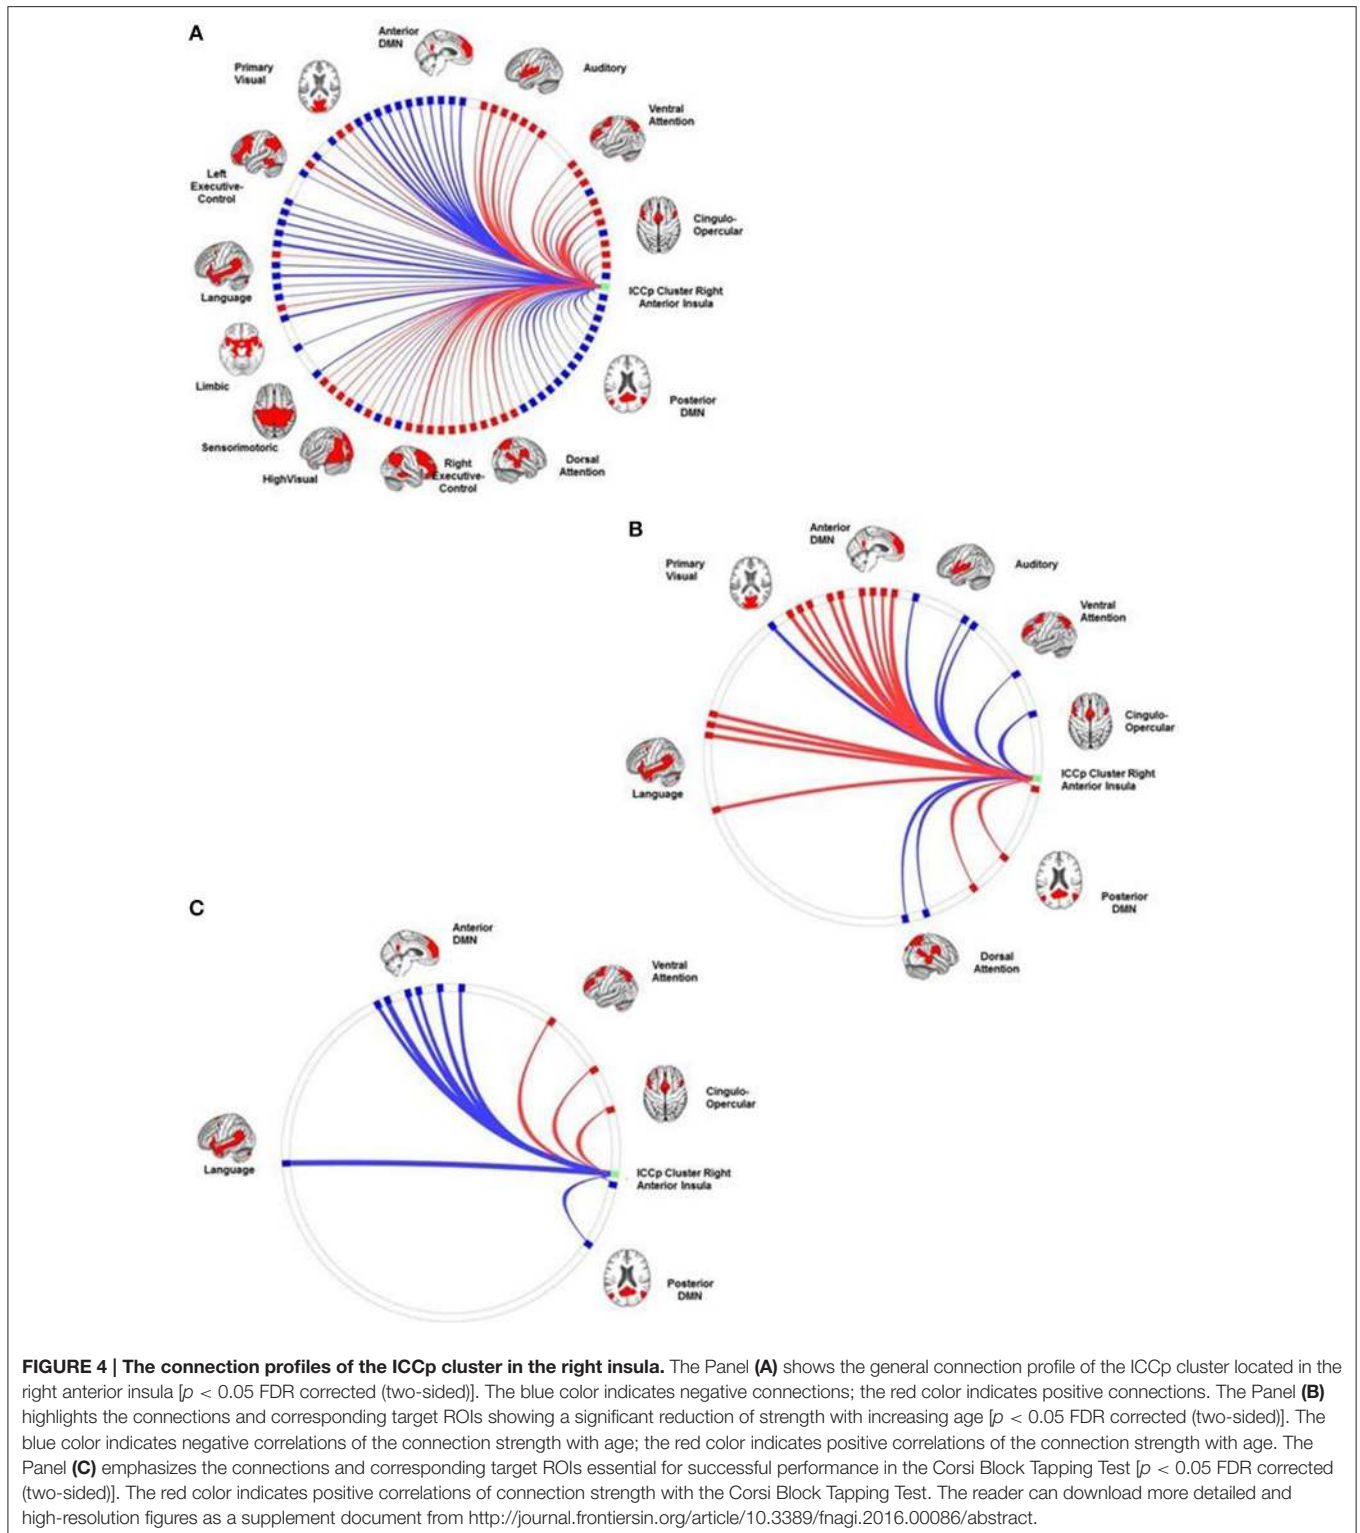 A
Anterior
DMN
Auditory
Primary
Visual
Ventral
Attention
Left
Executive-
Control
Cingulo-
Opercular
Language
ICCp Cluster Right
Anterior Insula
Limbic
Posterior
DMN
Sensorimotoric
HighVisual
Right
Executive-
Control
Dorsal
Attention
B
Anterior
DMN
Auditory
Primary
Visual
Ventral
Attention
Cingulo-
Opercular
Language
ICCp Cluster Right
Anterior Insula
Posterior
DMN
Dorsal
Attention
C
Anterior
DMN
Ventral
Attention
Cingulo-
Opercular
Language
ICCp Cluster Right
Anterior Insula
Posterior
DMN
FIGURE 4 | The connection profiles of the ICCp cluster in the right insula. The Panel (A) shows the general connection profile of the ICCp cluster located in the
right anterior insula [p < 0.05 FDR corrected (two-sided)]. The blue color indicates negative connections; the red color indicates positive connections. The Panel (B)
highlights the connections and corresponding target ROIs showing a significant reduction of strength with increasing age [p < 0.05 FDR corrected (two-sided)]. The
blue color indicates negative correlations of the connection strength with age; the red color indicates positive correlations of the connection strength with age. The
Panel (C) emphasizes the connections and corresponding target ROIs essential for successful performance in the Corsi Block Tapping Test [p < 0.05 FDR corrected
(two-sided)]. The red color indicates positive correlations of connection strength with the Corsi Block Tapping Test. The reader can download more detailed and
high-resolution figures as a supplement document from http://journal.frontiersin.org/article/10.3389/fnagi.2016.00086/abstract.